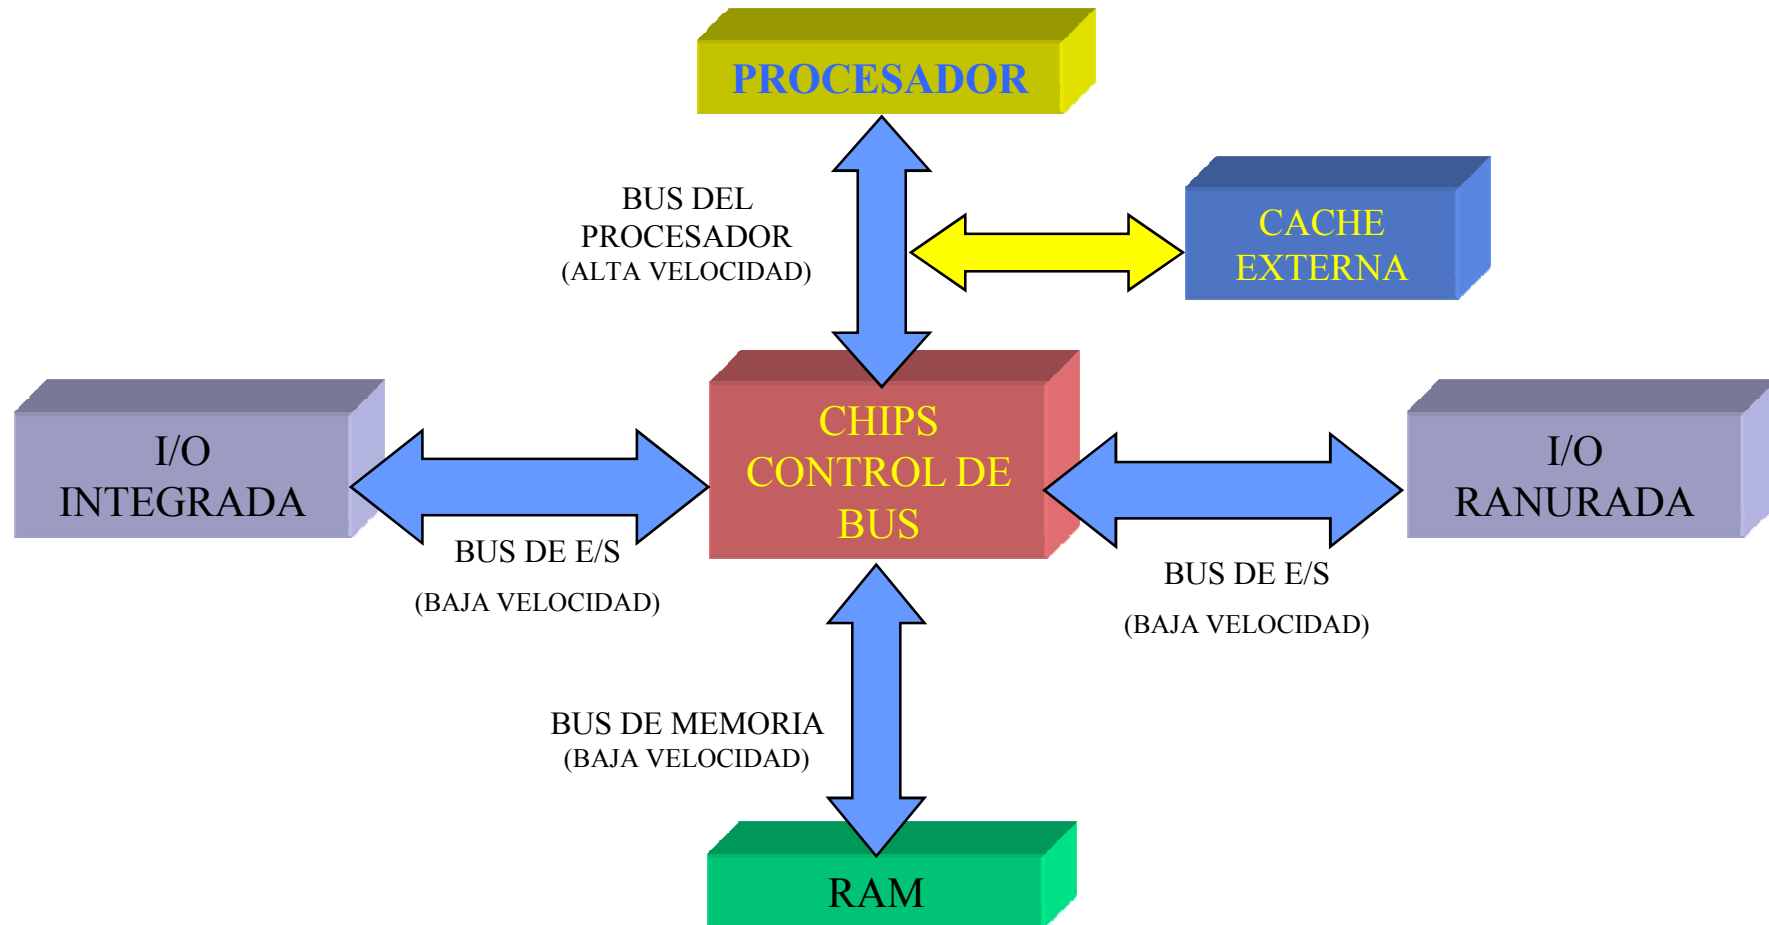 PROCESADOR
BUS DEL
PROCESADOR
(ALTA VELOCIDAD)
CACHE
EXTERNA
I/O
INTEGRADA
CHIPS
CONTROL DE
BUS
I/O
RANURADA
BUS DE E/S
(BAJA VELOCIDAD)
BUS DE E/S
(BAJA VELOCIDAD)
BUS DE MEMORIA
(BAJA VELOCIDAD)
RAM